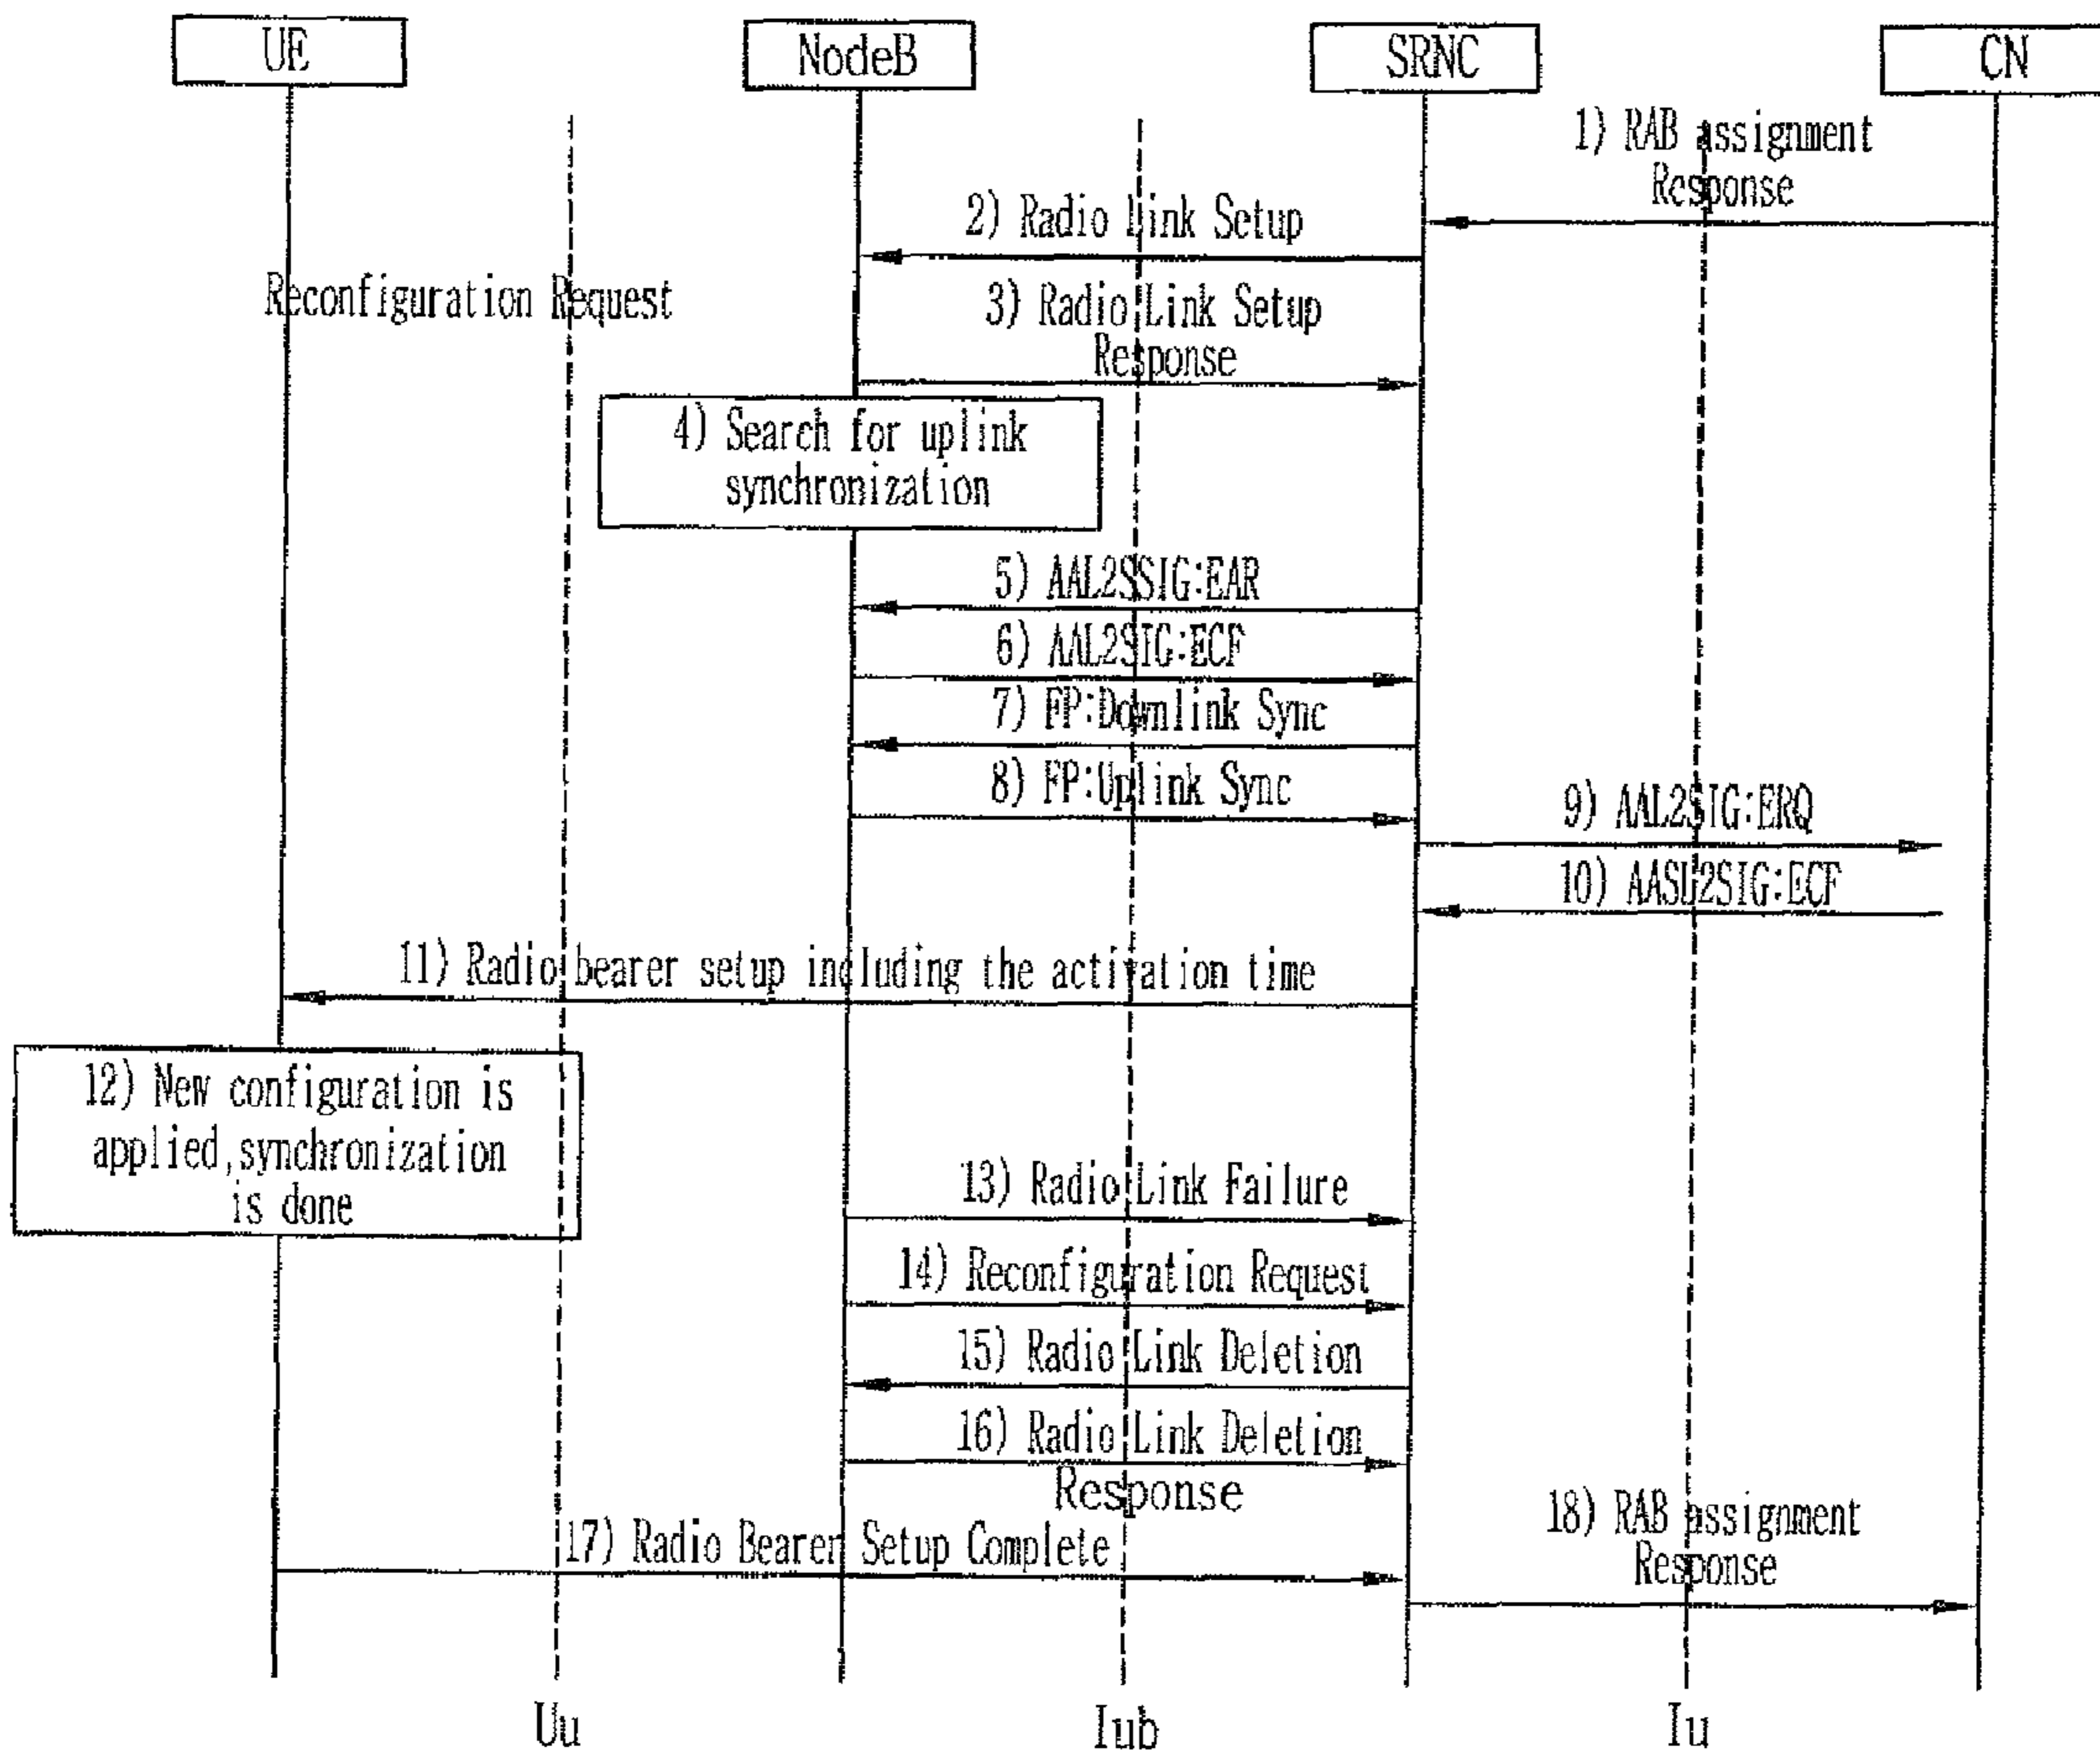 UE
NodeB
SRNC
CN
1) RAB assignment
Response
2) Radio Link Setup
Reconfiguration Request
3) Radio Link Setup
Response
4) Search for uplink
synchronization
5) AAL2SSIG:EAR
6) AAL2SIG:ECF
7) FP:Downlink Sync
8) FP:Uplink Sync
9) AAL2SIG:ERQ
10) AASL2SIG:ECF
11) Radio bearer setup including the activation time
12) New configuration is
applied,synchronization
is done
13) Radio Link Failure
14) Reconfiguration Request
15) Radio Link Deletion
16) Radio Link Deletion
Response
17) Radio Bearer Setup Complete
18) RAB assignment
Response
Uu
Iub
Iu